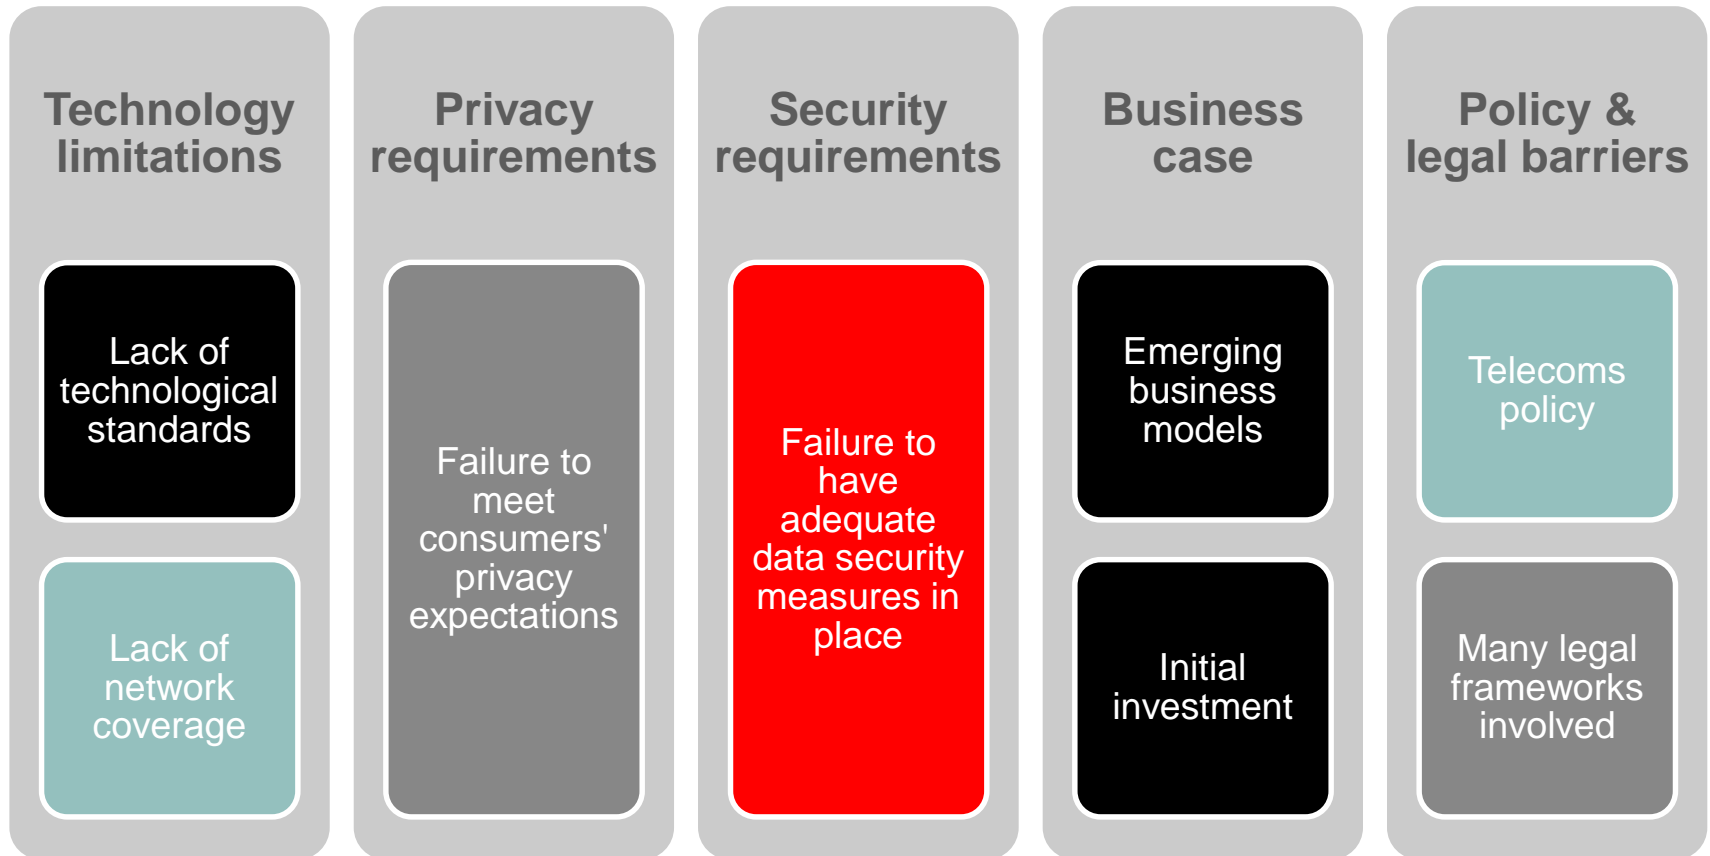 Technology
limitations
Lack of
technological
standards
Lack of
network
coverage
Privacy
requirements
Failure to
meet
consumers'
privacy
expectations
Security
requirements
Failure to
have
adequate
data security
measures in
place
Business
case
Emerging
business
models
Initial
investment
Policy &
legal barriers
Telecoms
policy
Many legal
frameworks
involved